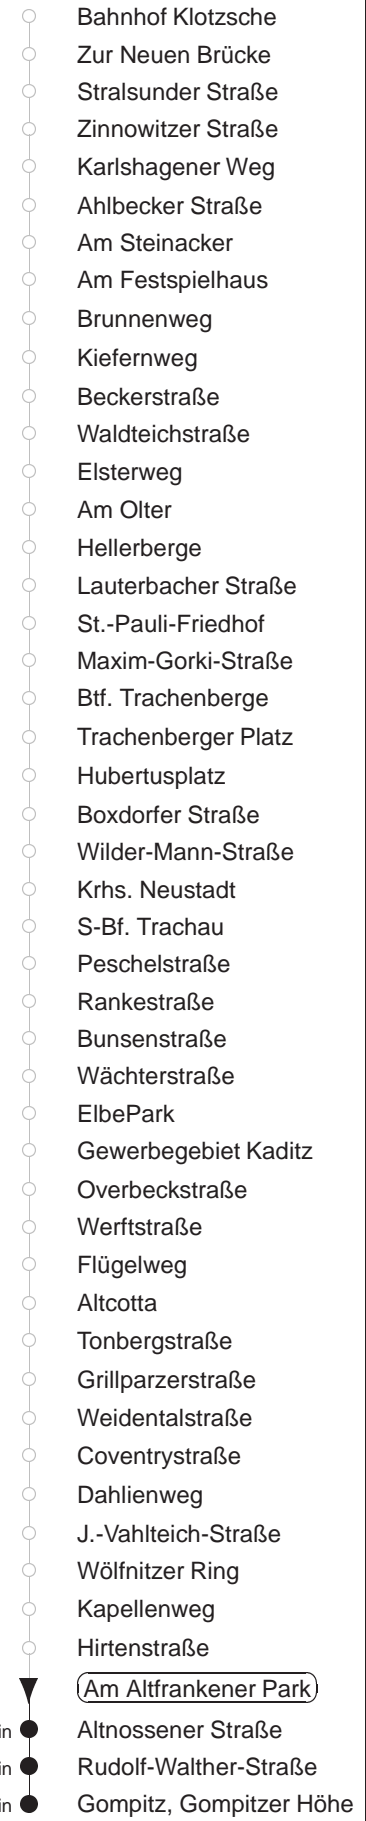 Bahnhof Klotzsche
Zur Neuen Brücke
Stralsunder Straße
Zinnowitzer Straße
Karlshagener Weg
Ahlbecker Straße
Am Steinacker
Am Festspielhaus
Brunnenweg
Kiefernweg
Beckerstraße
Waldteichstraße
Elsterweg
Am Olter
Hellerberge
Lauterbacher Straße
St.-Pauli-Friedhof
Maxim-Gorki-Straße
Btf. Trachenberge
Trachenberger Platz
Hubertusplatz
Boxdorfer Straße
Wilder-Mann-Straße
Krhs. Neustadt
S-Bf. Trachau
Peschelstraße
Rankestraße
Bunsenstraße
Wächterstraße
ElbePark
Gewerbegebiet Kaditz
Overbeckstraße
Werftstraße
Flügelweg
Altcotta
Tonbergstraße
Grillparzerstraße
Weidentalstraße
Coventrystraße
Dahlienweg
J.-Vahlteich-Straße
Wölfnitzer Ring
Kapellenweg
Hirtenstraße
Am Altfrankener Park
in Altnossener Straße
in Rudolf-Walther-Straße
in Gompitz, Gompitzer Höhe